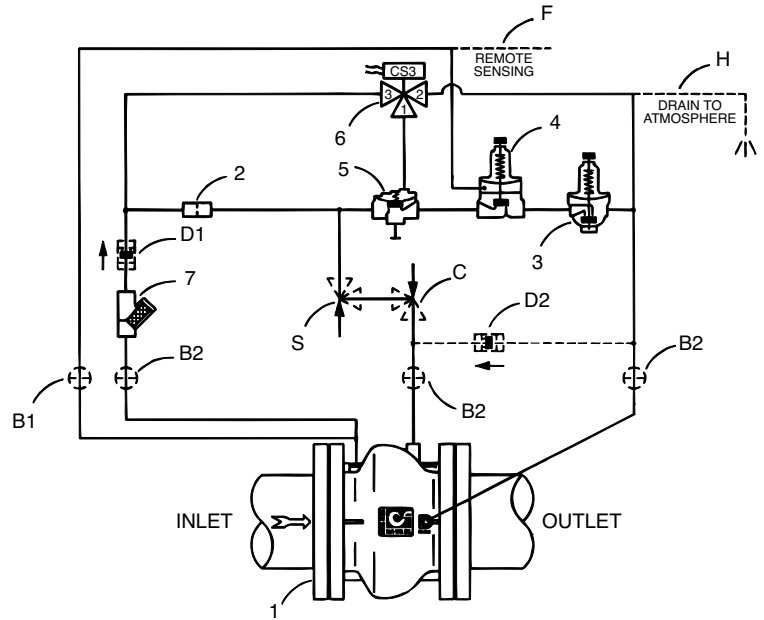 F
REMOTE
SENSING
H
DRAIN TO
ATMOSPHERE
CS3
3 2
1
6
4
5
2
3
D1
7
C
S
D2
B2
B2
B2
B1
INLET
OUTLET
1